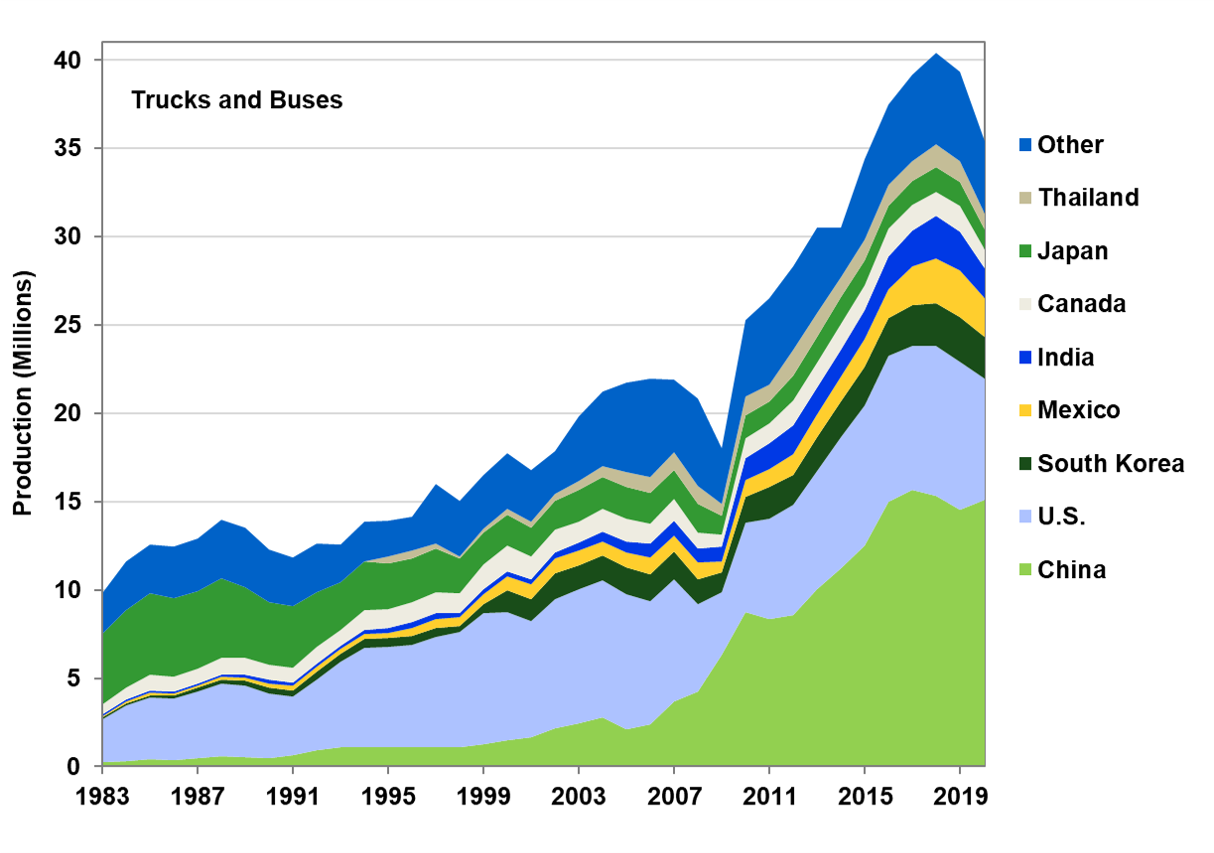 Trucks and Buses
Production (Millions)
40
35
30
25
20
15
10
5
0
1983 1987 1991 1995 1999 2003 2007 2011 2015 2019
Other
Thailand
Japan
Canada
India
Mexico
South Korea
U.S.
China